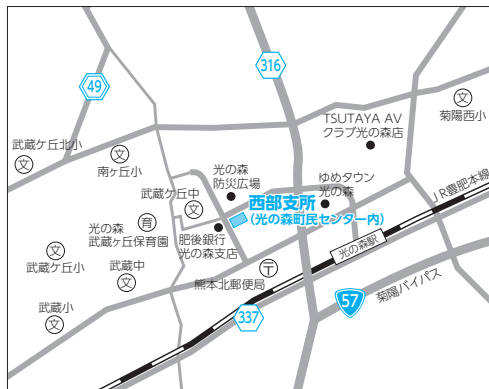 49
316
TSUTAYA AV
クラブ光の森店
文
菊陽西小
武蔵ケ丘北小
文
文
南ヶ小
光の森
防災広場
武蔵ケ丘中
文
西部支所
(光の森町民センター内)
ゆめタウン
光の森
JR豊肥本線
光の森
武蔵ケ丘保育園
育
肥後銀行
光の森支店
光の森駅
文
武蔵ケ丘小
武蔵中
文
〒
熊本北郵便局
57
菊陽バイパス
武蔵小
文
337